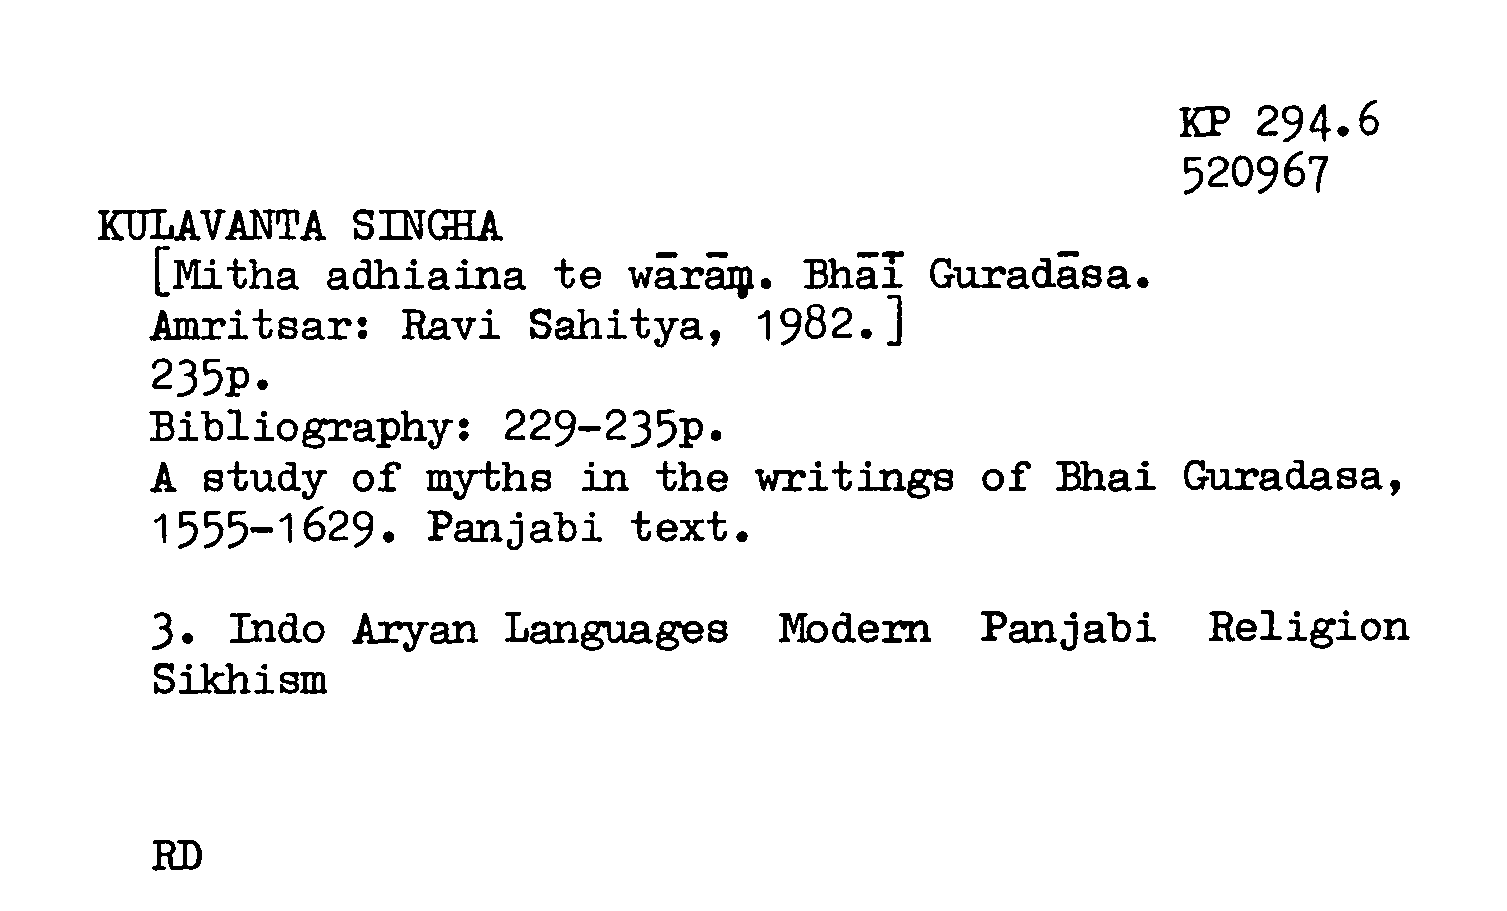 KP 294.6
520967
KULAVANTA SINGHA
[Mitha adhiaina te wārāṃ. Bhāī Guradāsa.
Amritsar: Ravi Sahitya, 1982.]
235p.
Bibliography: 229-235p.
A study of myths in the writings of Bhai Guradasa,
1555-1629. Panjabi text.
3. Indo Aryan Languages Modern Panjabi Religion
Sikhism
RD